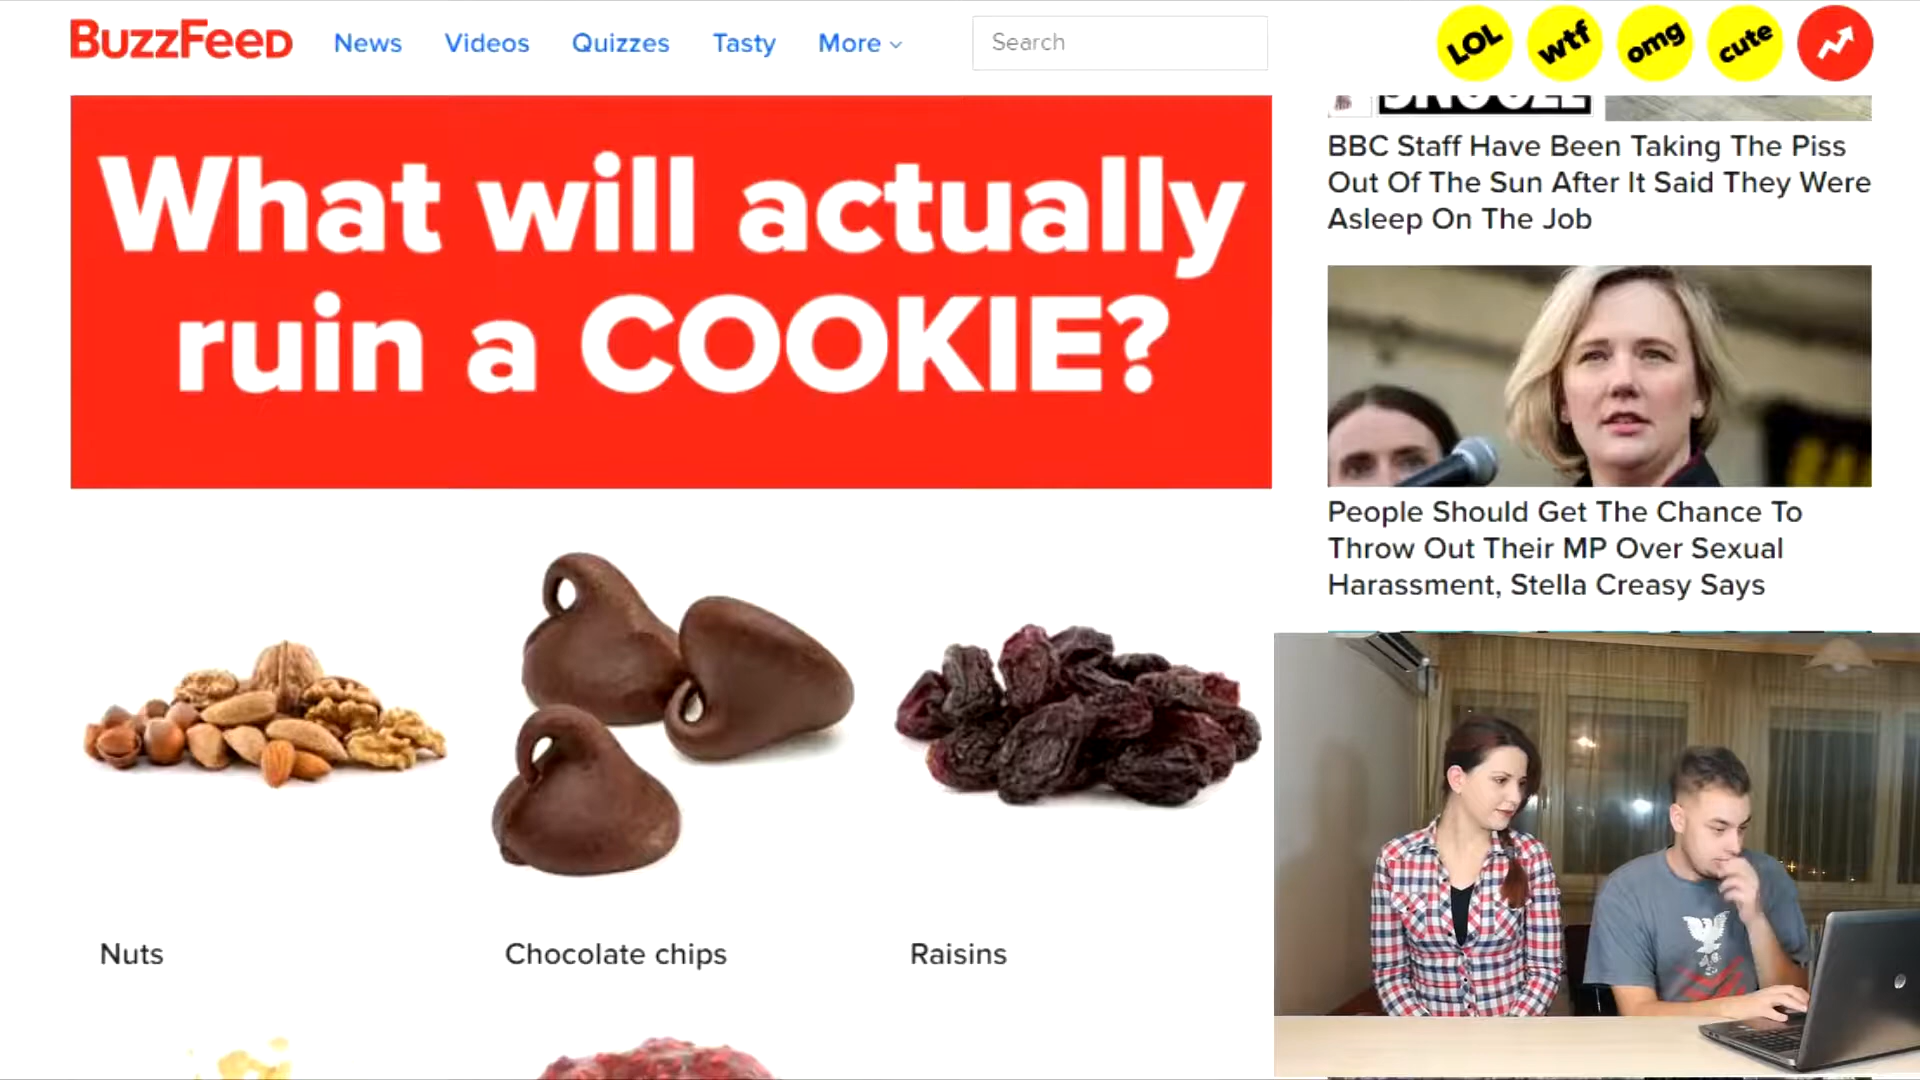 BuzzFeed
News
Videos
Quizzes
Tasty
More
Search
LOL
wtf
omg
cute
What will actually
ruin a COOKIE?
BBC Staff Have Been Taking The Piss
Out Of The Sun After It Said They Were
Asleep On The Job
People Should Get The Chance To
Throw Out Their MP Over Sexual
Harassment, Stella Creasy Says
Nuts
Chocolate chips
Raisins